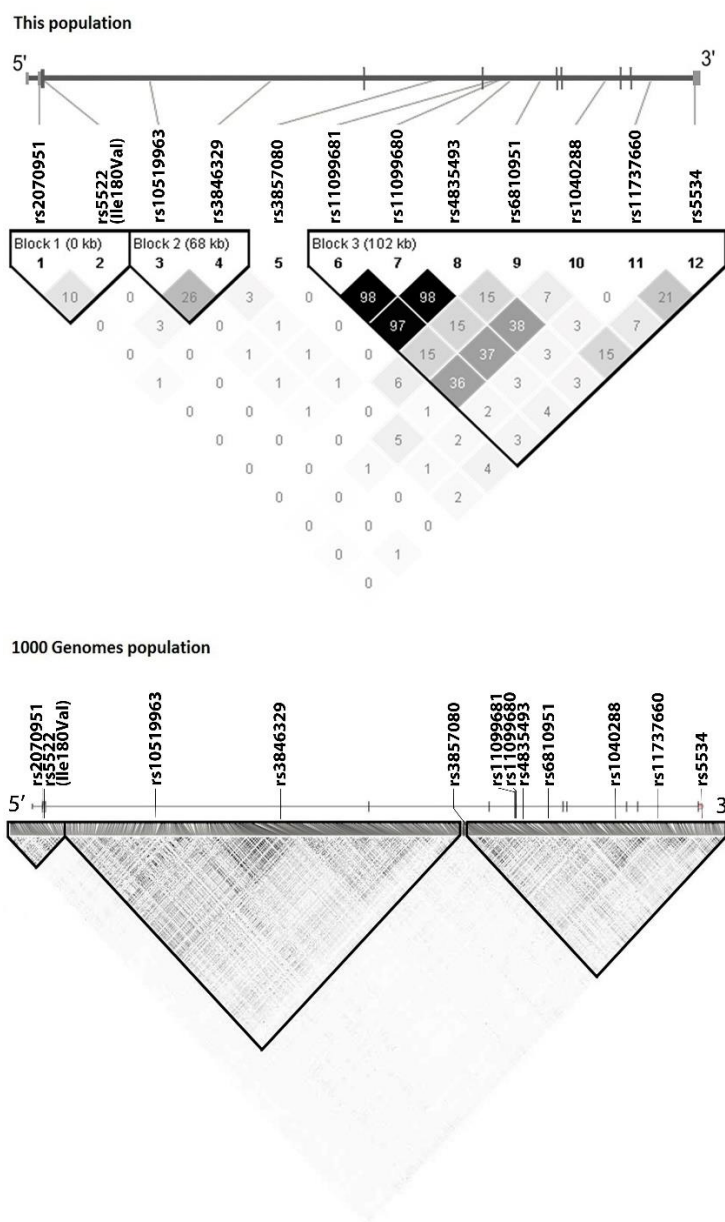 This population
5'
3'
rs2070951
rs5522
(Ile180Val)
rs10519963
rs3846329
rs3857080
rs11099681
rs11099680
rs4835493
rs6810951
rs1040288
rs11737660
rs5534
Block 1 (0 kb)
Block 2 (68 kb)
Block 3 (102 kb)
1 2 3 4 5 6 7 8 9 10 11 12
10 0 26 3 0 98 98 15 7 0 21
0 3 0 1 0 97 15 38 3 7
0 0 1 1 0 15 37 3 15
1 0 1 1 6 36 3 3
0 0 1 0 1 2 4
0 0 0 5 2 3
0 0 1 1 4
0 0 0 2
0 0 0
0 1
0
1000 Genomes population
rs2070951
rs5522
(Ile180Val)
rs10519963
rs3846329
rs3857080
rs11099681
rs11099680
rs4835493
rs6810951
rs1040288
rs11737660
rs5534
5'
3'